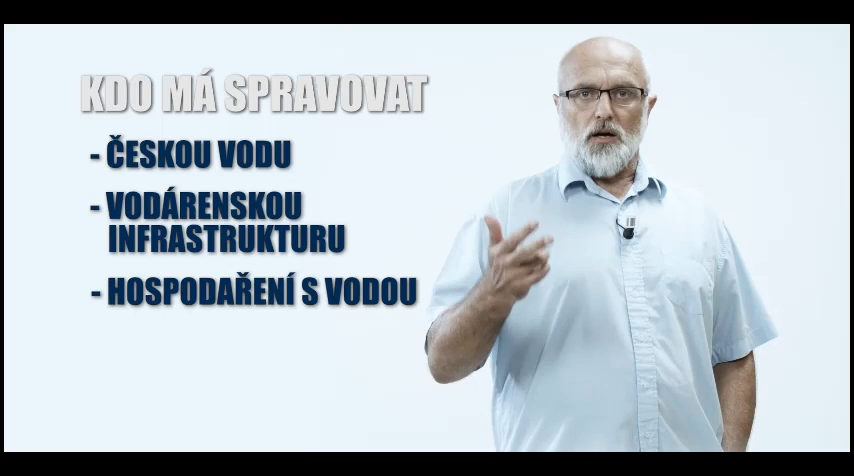 KDO MÁ SPRAVOVAT
- ČESKOU VODU
- VODÁRENSKOU
INFRASTRUKTURU
- HOSPODAŘENÍ S VODOU